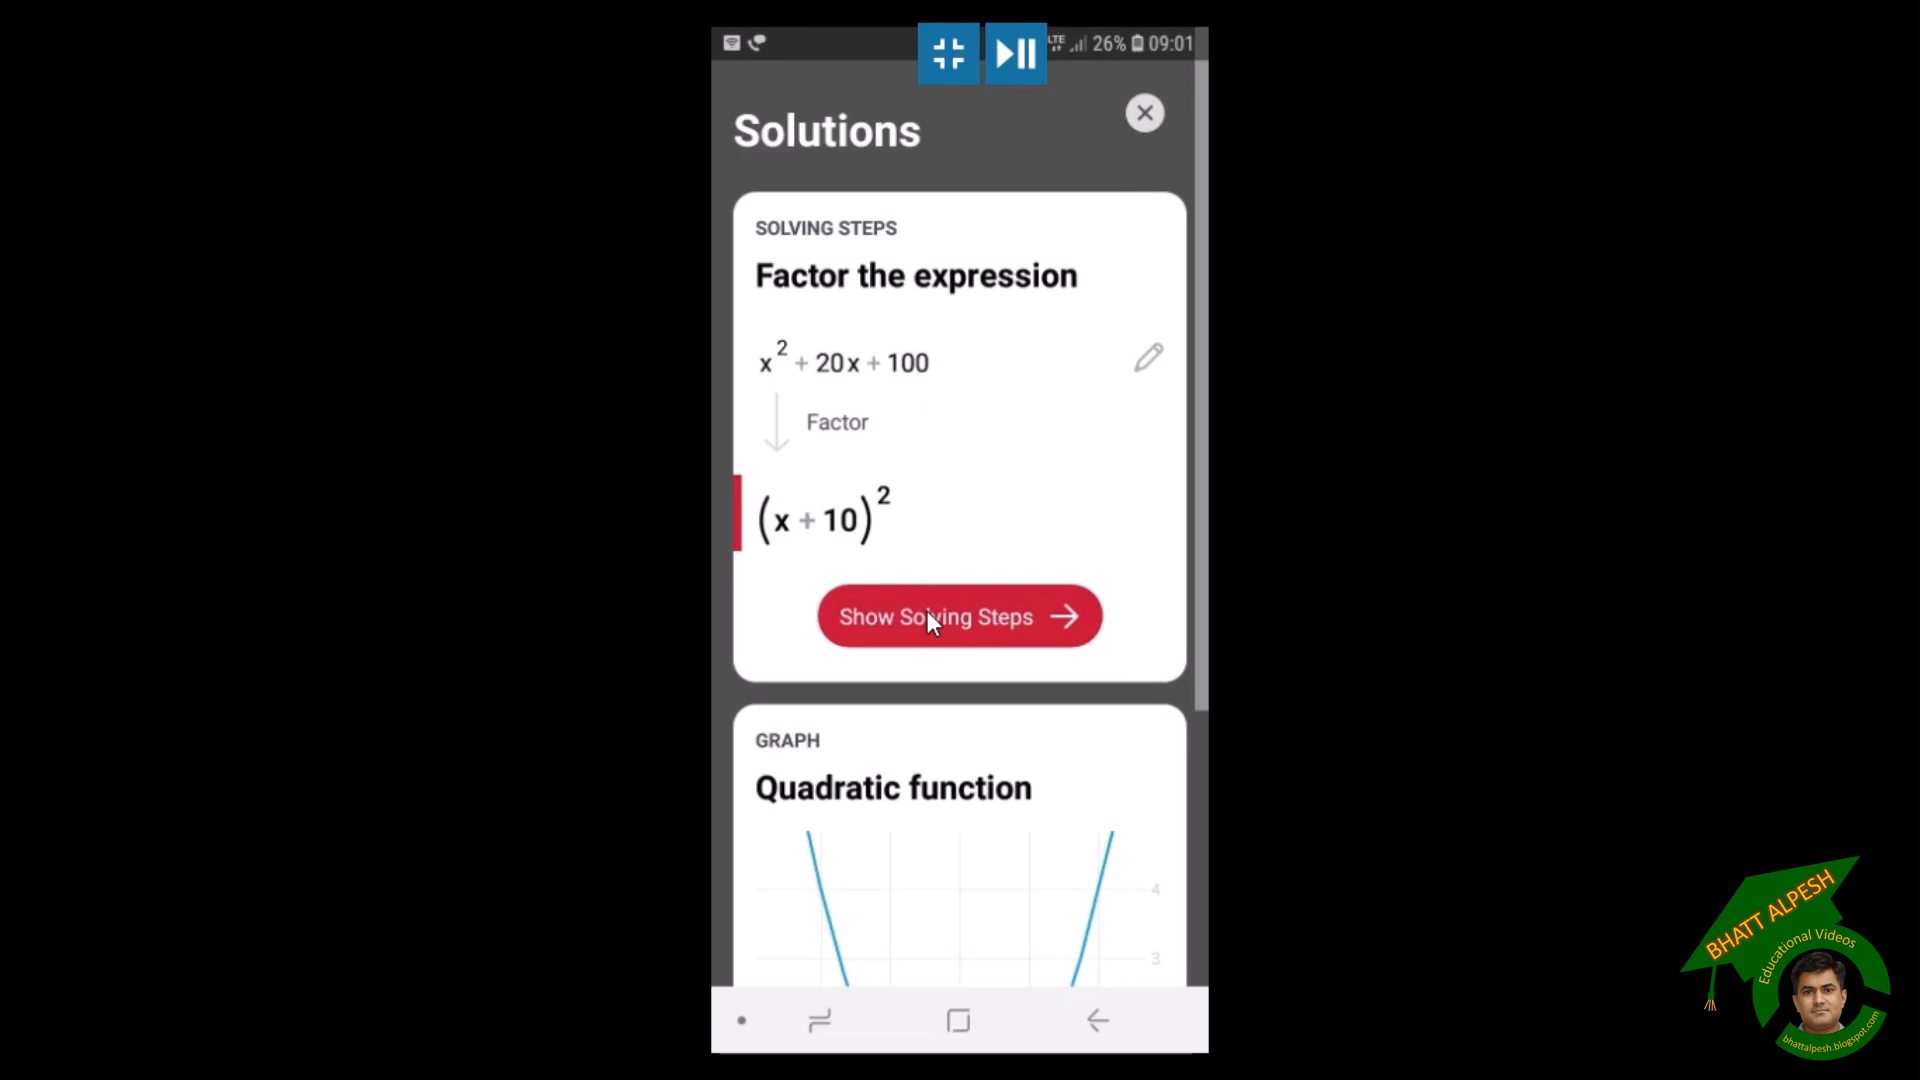 LTE 26% 09:01
Solutions
SOLVING STEPS
Factor the expression
x² + 20x + 100
Factor
(x + 10)²
Show Solving Steps
GRAPH
Quadratic function
4
3
BHATT ALPESH
Educational Videos
bhattalpesh.blogspot.com